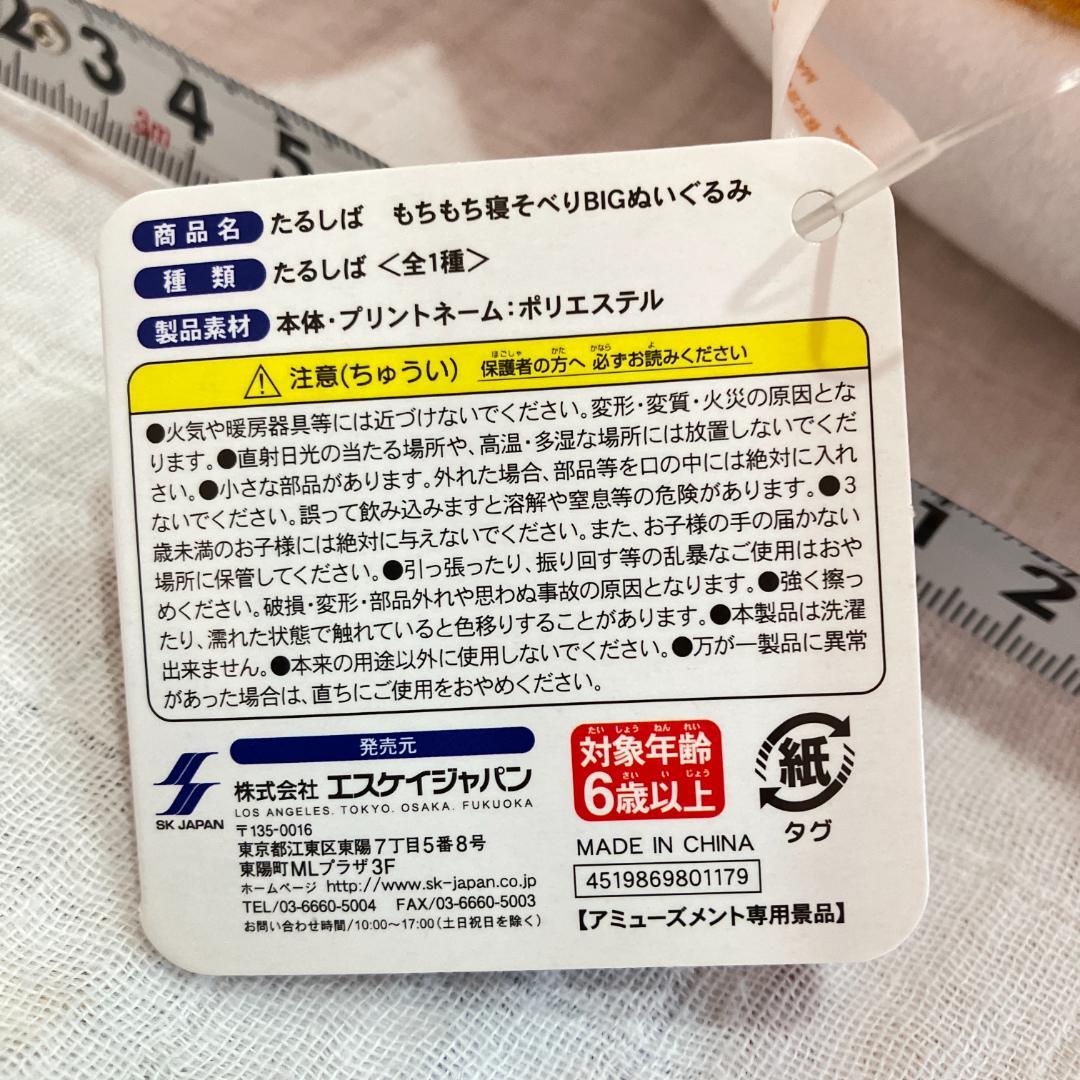 2 3 4 5
3m
商品名 たるしば もちもち寝そべりBIGぬいぐるみ
種類 たるしば <全1種>
製品素材 本体・プリントネーム:ポリエステル
注意(ちゅうい) 保護者の方へ 必ずお読みください
ほごしゃ かた かなら よ
●火気や暖房器具等には近づけないでください。変形・変質・火災の原因とな
ります。●直射日光の当たる場所や、高温・多湿な場所には放置しないでくだ
さい。●小さな部品があります。外れた場合、部品等を口の中には絶対に入れ
ないでください。誤って飲み込みますと溶解や窒息等の危険があります。●3
歳未満のお子様には絶対に与えないでください。また、お子様の手の届かない
場所に保管してください。●引っ張ったり、振り回す等の乱暴なご使用はおや
めください。破損・変形・部品外れや思わぬ事故の原因となります。●強く擦っ
たり、濡れた状態で触れていると色移りすることがあります。●本製品は洗濯
出来ません。●本来の用途以外に使用しないでください。●万が一製品に異常
があった場合は、直ちにご使用をおやめください。
発売元
SK JAPAN
株式会社 エスケイジャパン
LOS ANGELES. TOKYO. OSAKA. FUKUOKA
〒135-0016
東京都江東区東陽7丁目5番8号
東陽町MLプラザ3F
ホームページ http://www.sk-japan.co.jp
TEL/03-6660-5004 FAX/03-6660-5003
お問い合わせ時間/10:00~17:00(土日祝日を除く)
たいしょう ねんれい
対象年齢
さい いじょう
6歳以上
紙
タグ
MADE IN CHINA
4519869801179
【アミューズメント専用景品】
1 2